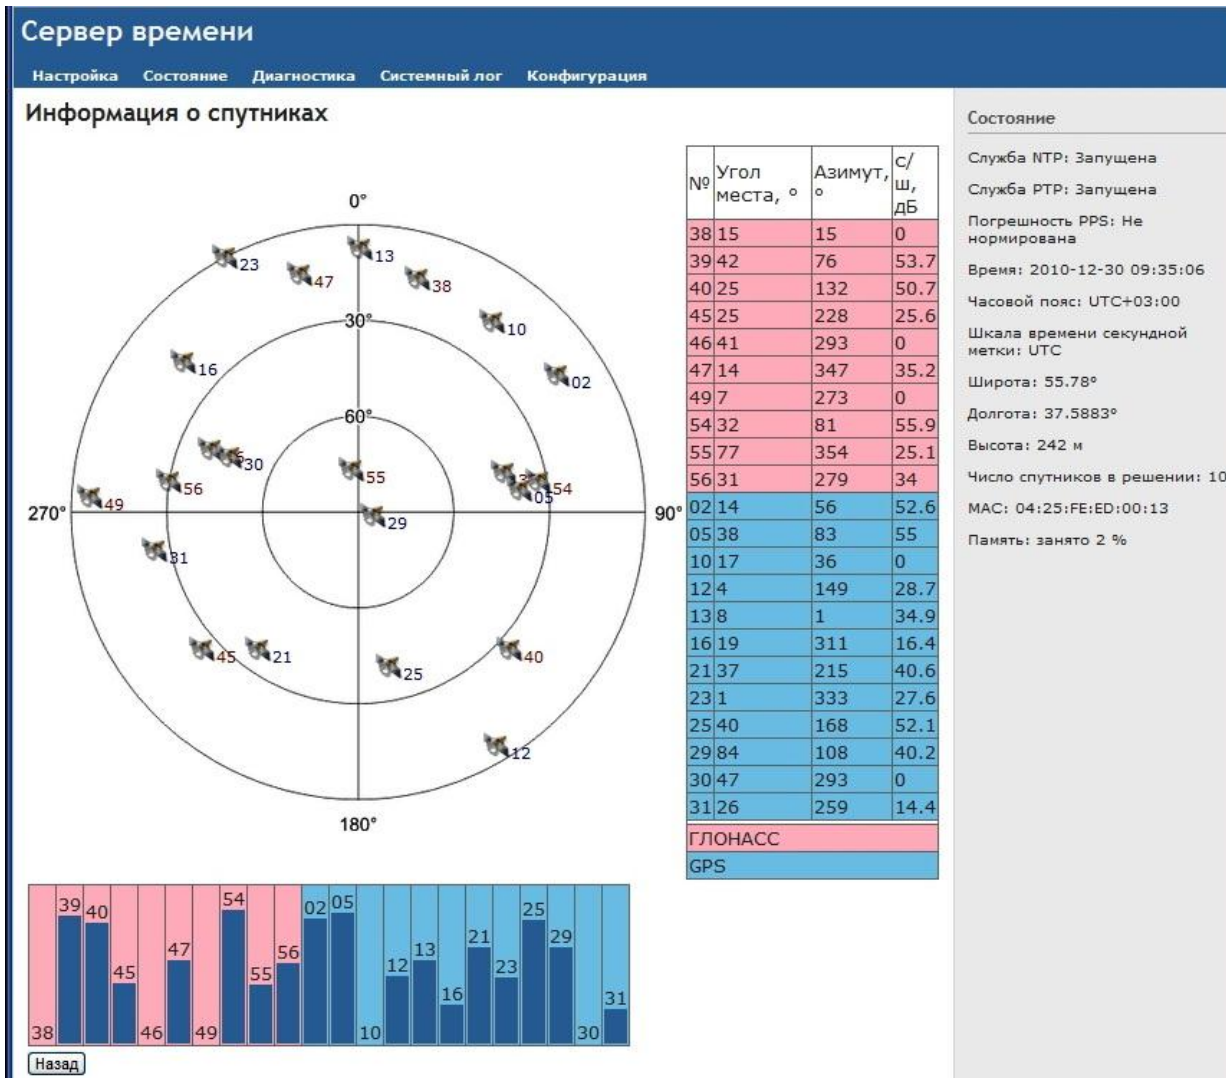 Сервер времени
Настройка Состояние Диагностика Системный лог Конфигурация
Информация о спутниках
0°
23
13
47
38
10
30°
02
16
60°
30
55
56
54
05
49
29
270°
90°
31
45
21
40
25
12
180°
№ Угол места, ° Азимут, ° с/ш, дБ
38 15 15 0
39 42 76 53.7
40 25 132 50.7
45 25 228 25.6
46 41 293 0
47 14 347 35.2
49 7 273 0
54 32 81 55.9
55 77 354 25.1
56 31 279 34
02 14 56 52.6
05 38 83 55
10 17 36 0
12 4 149 28.7
13 8 1 34.9
16 19 311 16.4
21 37 215 40.6
23 1 333 27.6
25 40 168 52.1
29 84 108 40.2
30 47 293 0
31 26 259 14.4
ГЛОНАСС
GPS
38 39 40 45 46 47 49 54 55 56 02 05 10 12 13 16 21 23 25 29 30 31
Назад
Состояние
Служба NTP: Запущена
Служба PTP: Запущена
Погрешность PPS: Не
нормирована
Время: 2010-12-30 09:35:06
Часовой пояс: UTC+03:00
Шкала времени секундной
метки: UTC
Широта: 55.78°
Долгота: 37.5883°
Высота: 242 м
Число спутников в решении: 10
MAC: 04:25:FE:ED:00:13
Память: занято 2 %